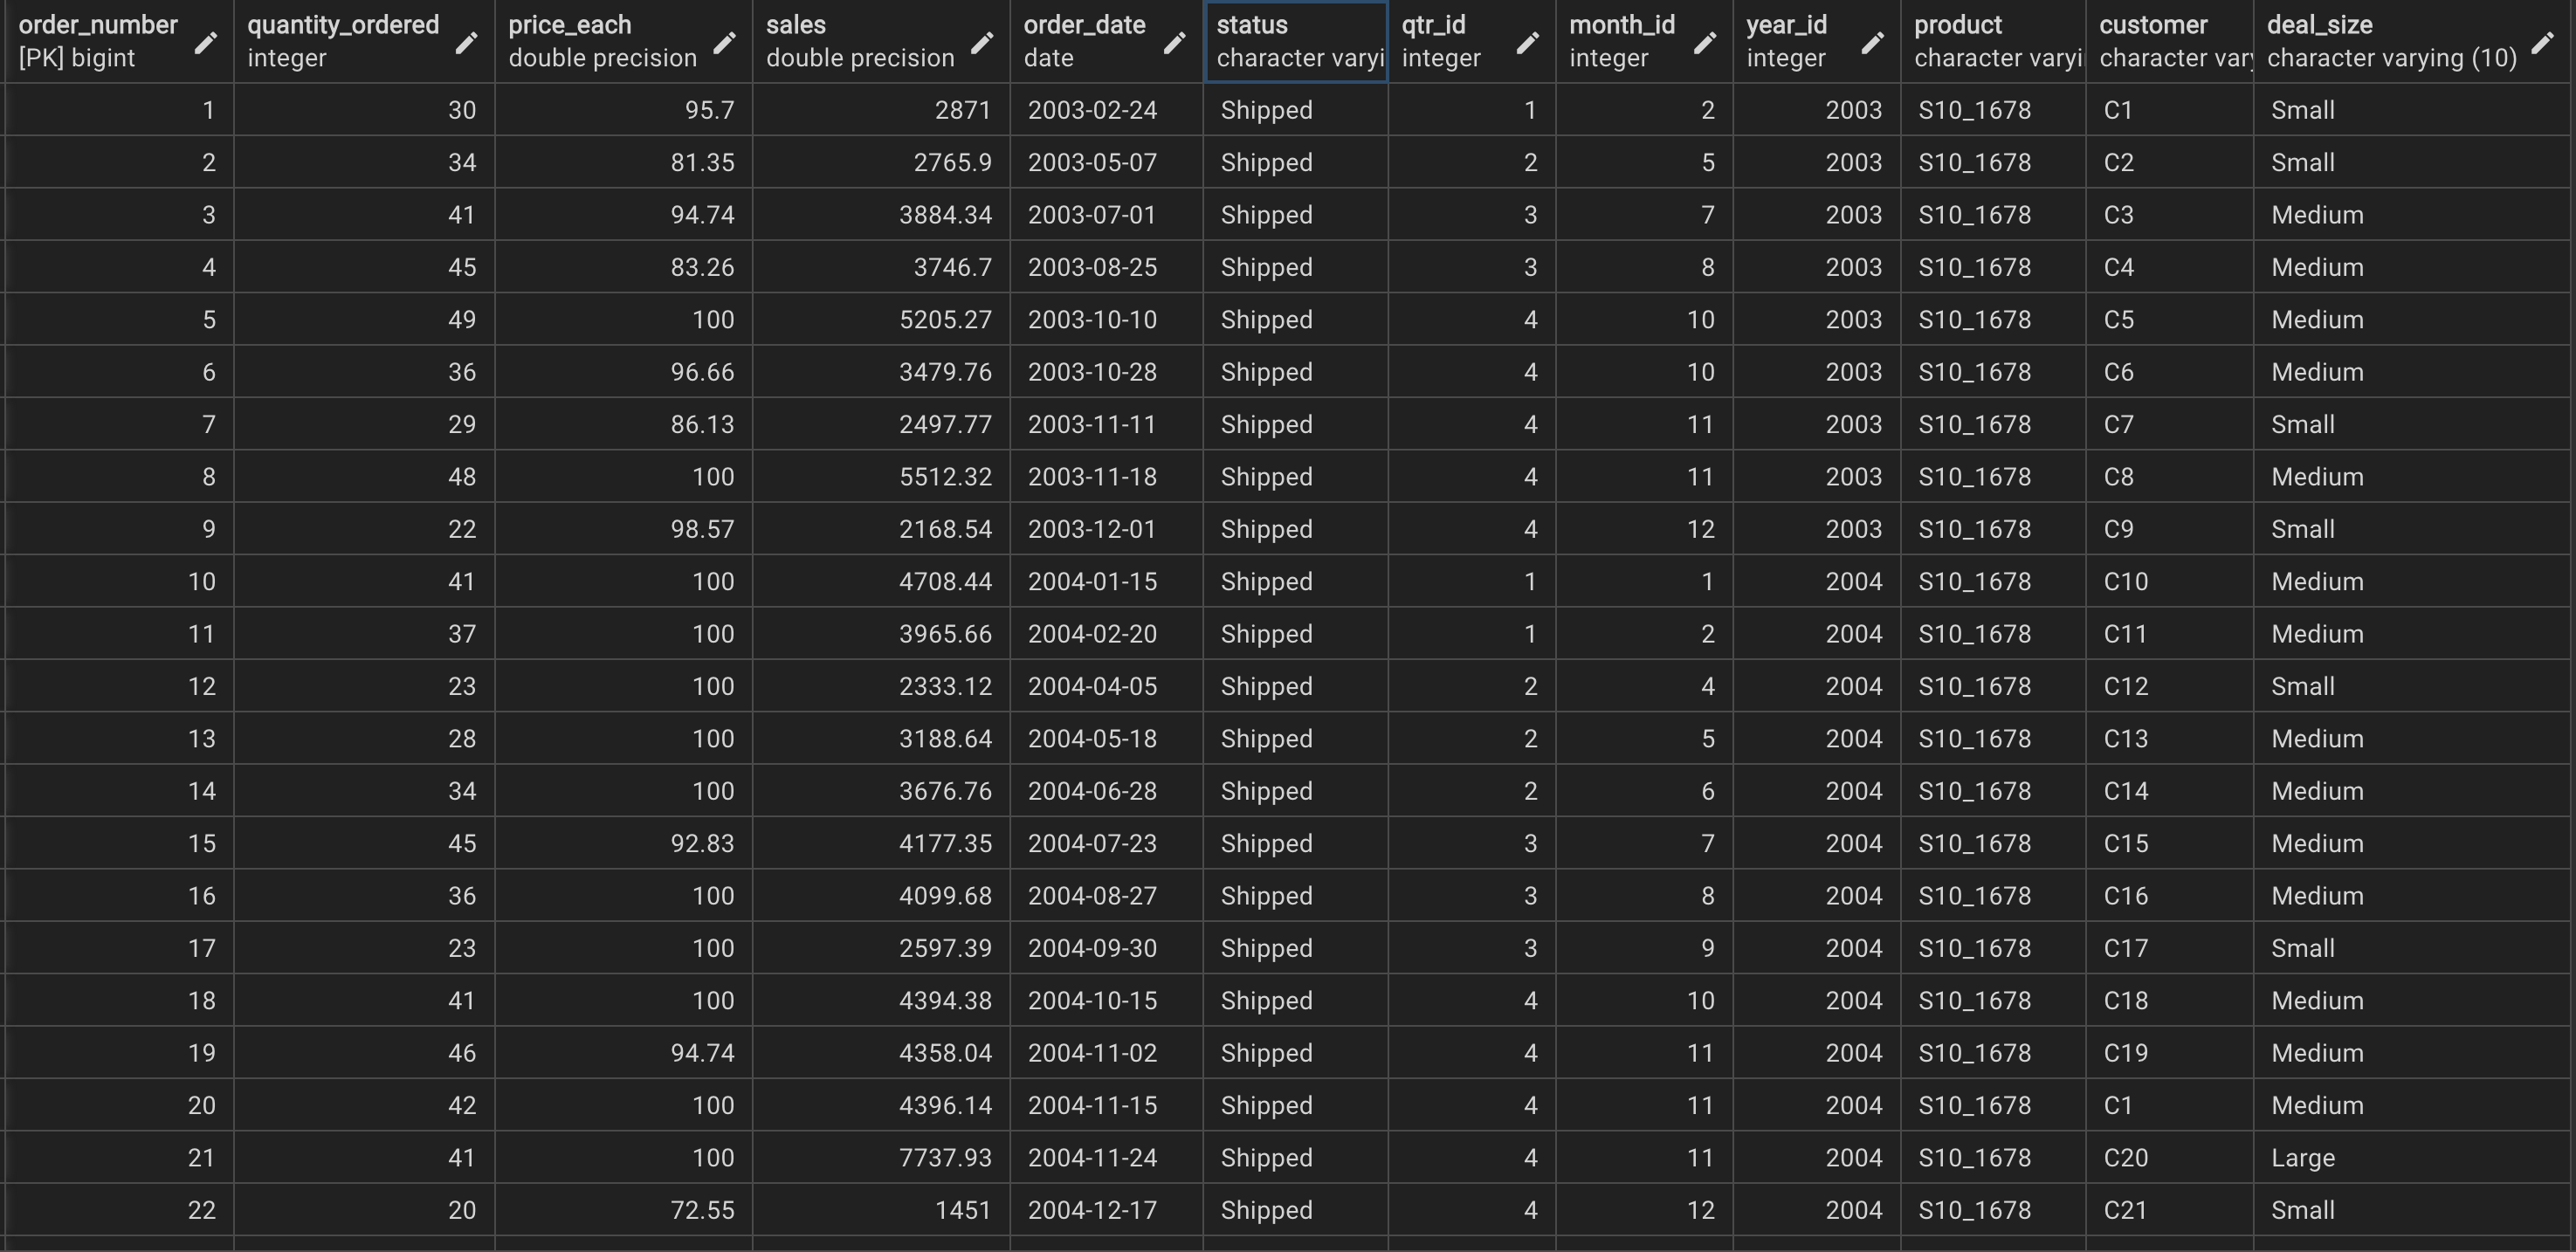 order_number quantity_ordered price_each sales order_date status qtr_id month_id year_id product customer deal_size
[PK] bigint integer double precision double precision date character varyi integer integer integer character varyi character vary character varying (10)
1 30 95.7 2871 2003-02-24 Shipped 1 2 2003 S10_1678 C1 Small
2 34 81.35 2765.9 2003-05-07 Shipped 2 5 2003 S10_1678 C2 Small
3 41 94.74 3884.34 2003-07-01 Shipped 3 7 2003 S10_1678 C3 Medium
4 45 83.26 3746.7 2003-08-25 Shipped 3 8 2003 S10_1678 C4 Medium
5 49 100 5205.27 2003-10-10 Shipped 4 10 2003 S10_1678 C5 Medium
6 36 96.66 3479.76 2003-10-28 Shipped 4 10 2003 S10_1678 C6 Medium
7 29 86.13 2497.77 2003-11-11 Shipped 4 11 2003 S10_1678 C7 Small
8 48 100 5512.32 2003-11-18 Shipped 4 11 2003 S10_1678 C8 Medium
9 22 98.57 2168.54 2003-12-01 Shipped 4 12 2003 S10_1678 C9 Small
10 41 100 4708.44 2004-01-15 Shipped 1 1 2004 S10_1678 C10 Medium
11 37 100 3965.66 2004-02-20 Shipped 1 2 2004 S10_1678 C11 Medium
12 23 100 2333.12 2004-04-05 Shipped 2 4 2004 S10_1678 C12 Small
13 28 100 3188.64 2004-05-18 Shipped 2 5 2004 S10_1678 C13 Medium
14 34 100 3676.76 2004-06-28 Shipped 2 6 2004 S10_1678 C14 Medium
15 45 92.83 4177.35 2004-07-23 Shipped 3 7 2004 S10_1678 C15 Medium
16 36 100 4099.68 2004-08-27 Shipped 3 8 2004 S10_1678 C16 Medium
17 23 100 2597.39 2004-09-30 Shipped 3 9 2004 S10_1678 C17 Small
18 41 100 4394.38 2004-10-15 Shipped 4 10 2004 S10_1678 C18 Medium
19 46 94.74 4358.04 2004-11-02 Shipped 4 11 2004 S10_1678 C19 Medium
20 42 100 4396.14 2004-11-15 Shipped 4 11 2004 S10_1678 C1 Medium
21 41 100 7737.93 2004-11-24 Shipped 4 11 2004 S10_1678 C20 Large
22 20 72.55 1451 2004-12-17 Shipped 4 12 2004 S10_1678 C21 Small